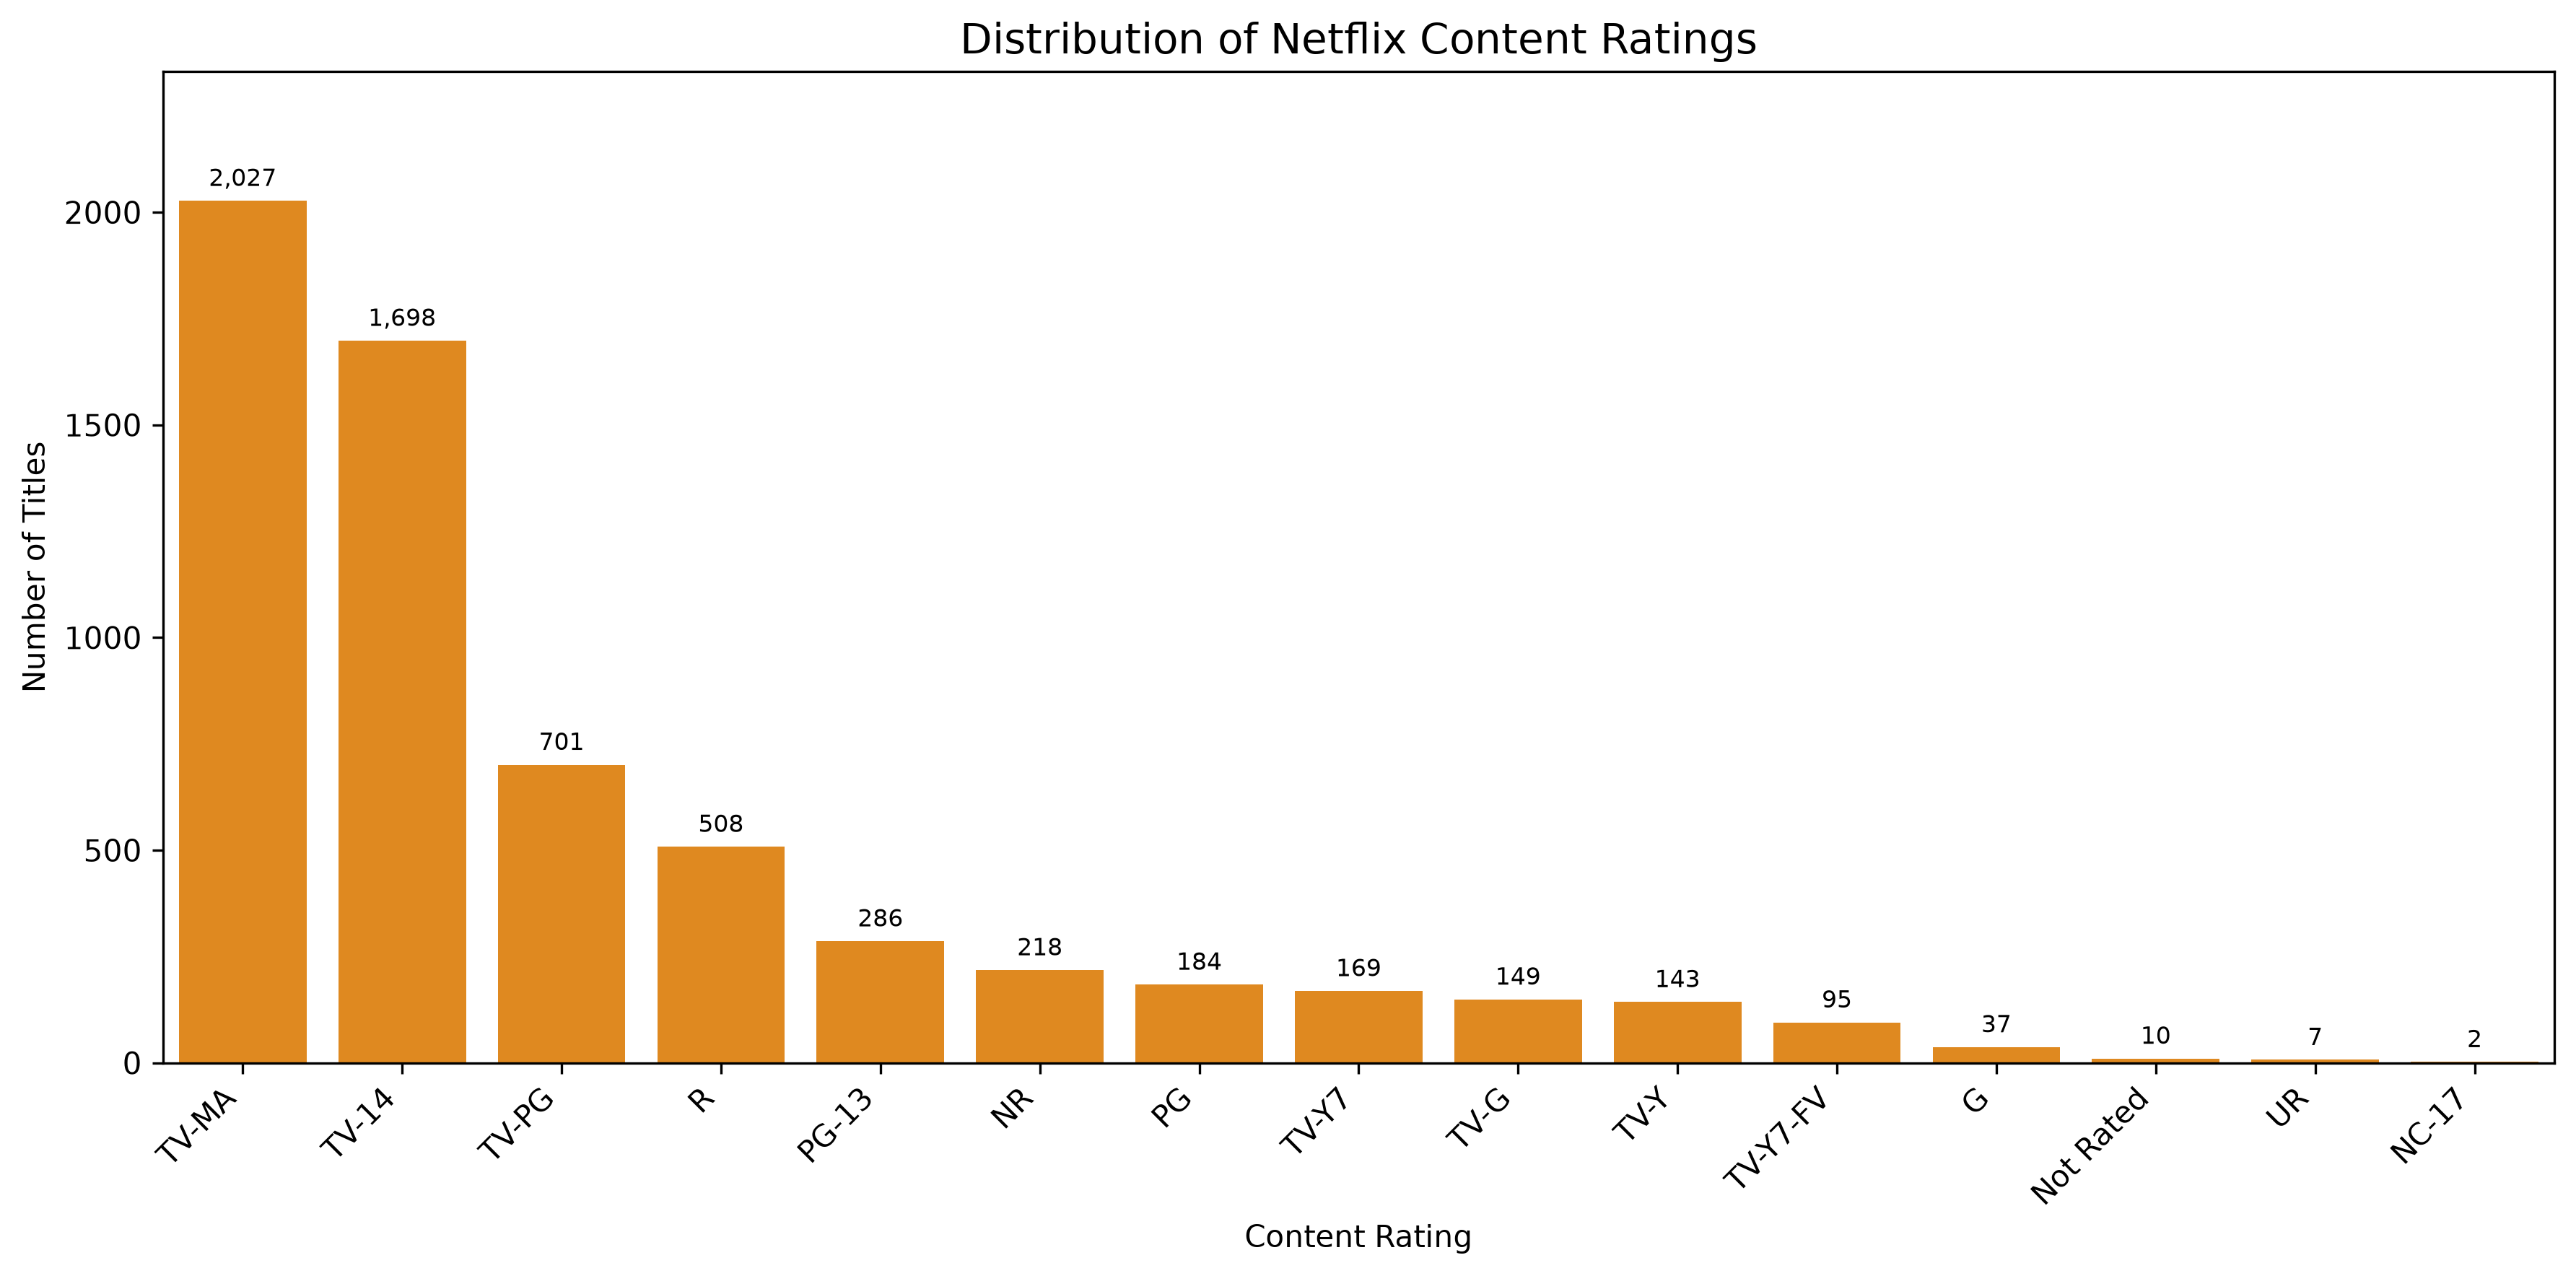 Distribution of Netflix Content Ratings
Number of Titles
2000
1500
1000
500
0
2,027
1,698
701
508
286
218
184
169
149
143
95
37
10
7
2
TV-MA
TV-14
TV-PG
R
PG-13
NR
PG
TV-Y7
TV-G
TV-Y
TV-Y7-FV
G
Not Rated
UR
NC-17
Content Rating